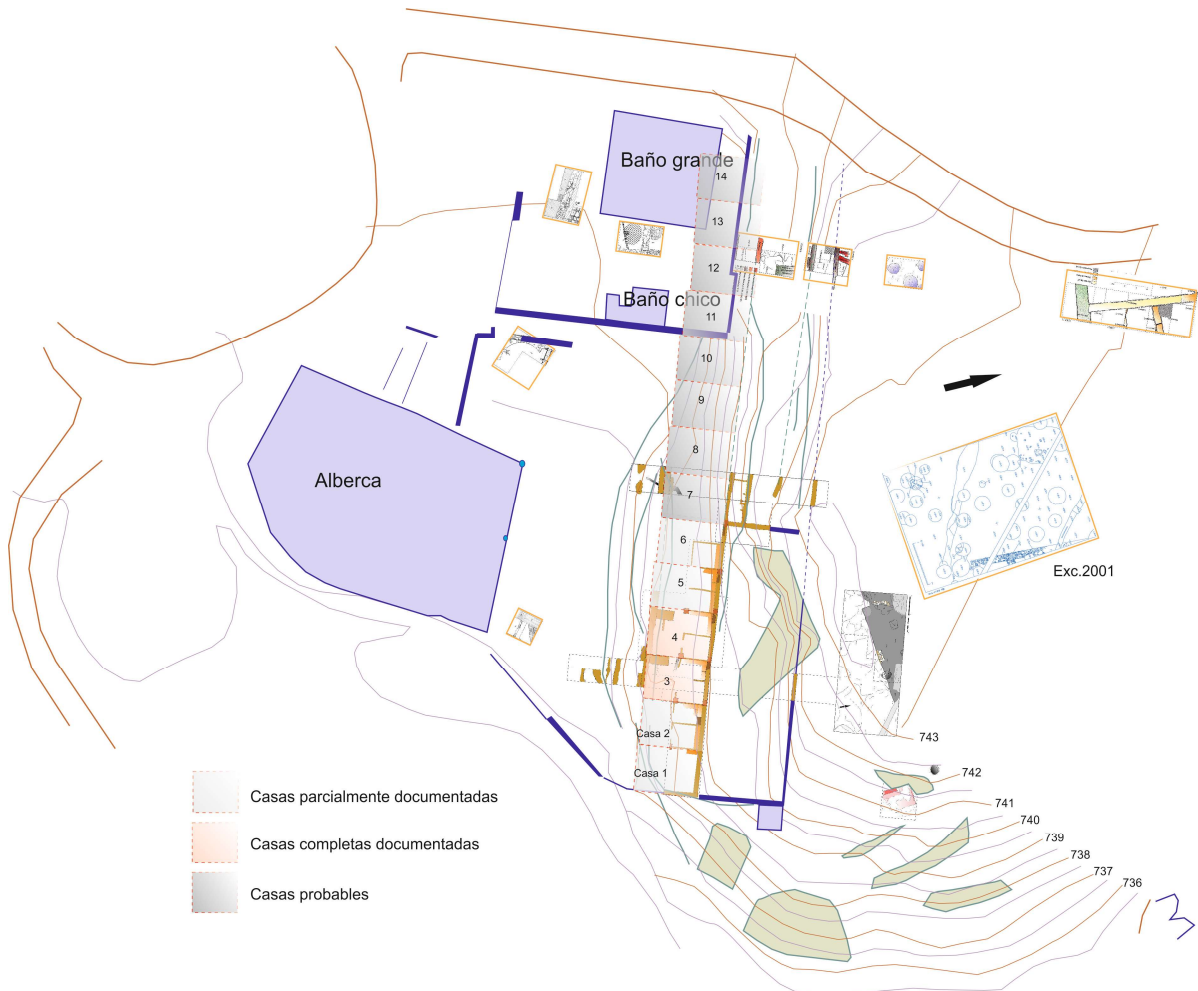 Baño grande
14
13
12
Baño chico
11
10
9
8
Alberca
7
6
5
4
3
Casa 2
Casa 1
Exc.2001
743
742
741
740
739
738
737
736
Casas parcialmente documentadas
Casas completas documentadas
Casas probables